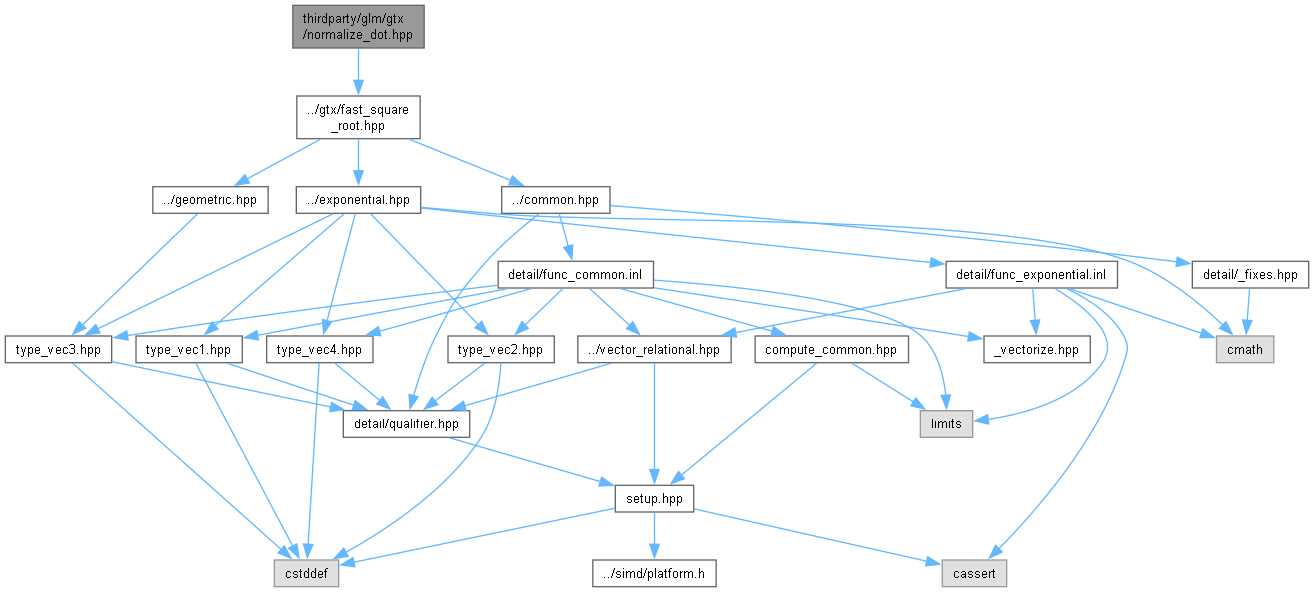 thirdparty/glm/gtx
/normalize_dot.hpp
../gtx/fast_square
_root.hpp
../geometric.hpp
../exponential.hpp
../common.hpp
detail/func_common.inl
detail/func_exponential.inl
detail/_fixes.hpp
type_vec3.hpp
type_vec1.hpp
type_vec4.hpp
type_vec2.hpp
../vector_relational.hpp
compute_common.hpp
_vectorize.hpp
cmath
detail/qualifier.hpp
limits
setup.hpp
cstddef
../simd/platform.h
cassert